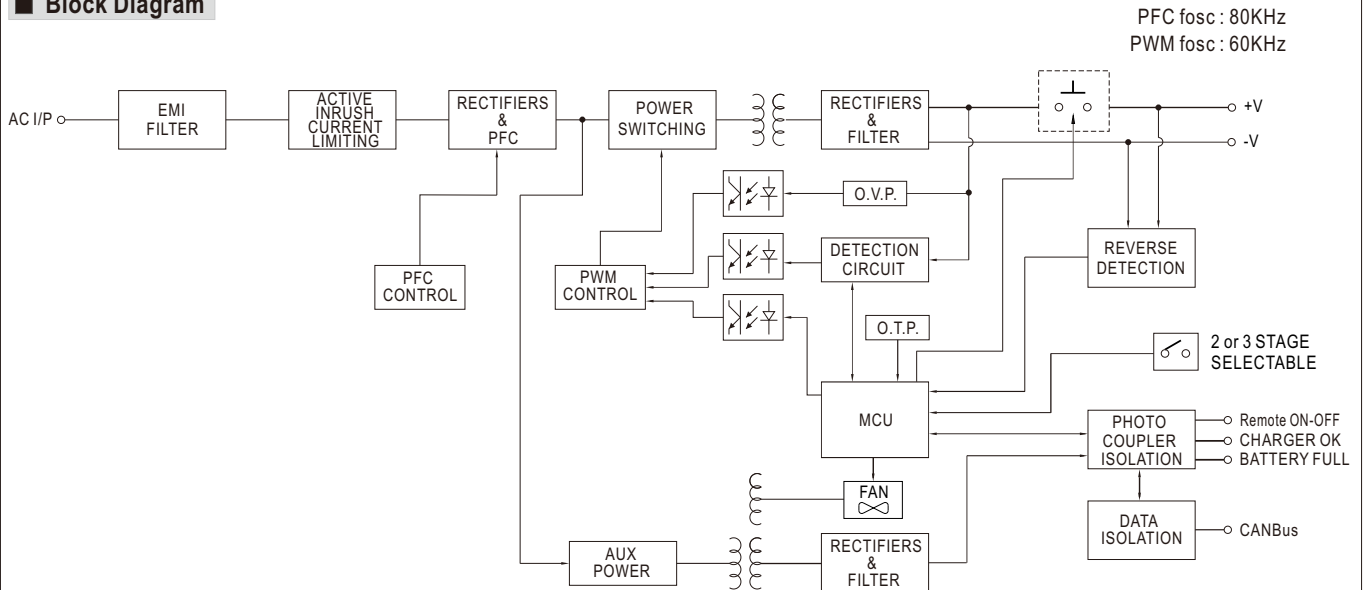 ■ Block Diagram
PFC fosc : 80KHz
PWM fosc : 60KHz
AC I/P
EMI
FILTER
ACTIVE
INRUSH
CURRENT
LIMITING
RECTIFIERS
&
PFC
POWER
SWITCHING
RECTIFIERS
&
FILTER
+V
-V
O.V.P.
PFC
CONTROL
PWM
CONTROL
DETECTION
CIRCUIT
REVERSE
DETECTION
O.T.P.
2 or 3 STAGE
SELECTABLE
MCU
PHOTO
COUPLER
ISOLATION
Remote ON-OFF
CHARGER OK
BATTERY FULL
FAN
DATA
ISOLATION
CANBus
AUX
POWER
RECTIFIERS
&
FILTER